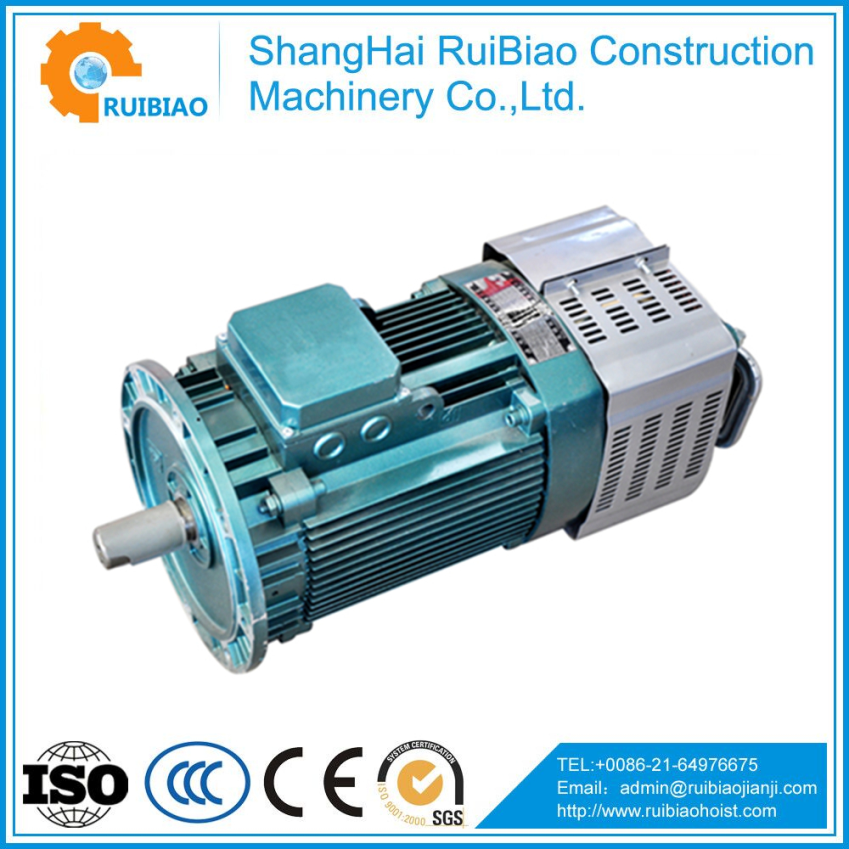 RUIBIAO
ShangHai RuiBiao Construction
Machinery Co.,Ltd.
ISO
CCC
CE
SYSTEM CERTIFICATION
ISO 9001:2000
SGS
TEL:+0086-21-64976675
Email：admin@ruibiaojianji.com
http://www.ruibiaohoist.com